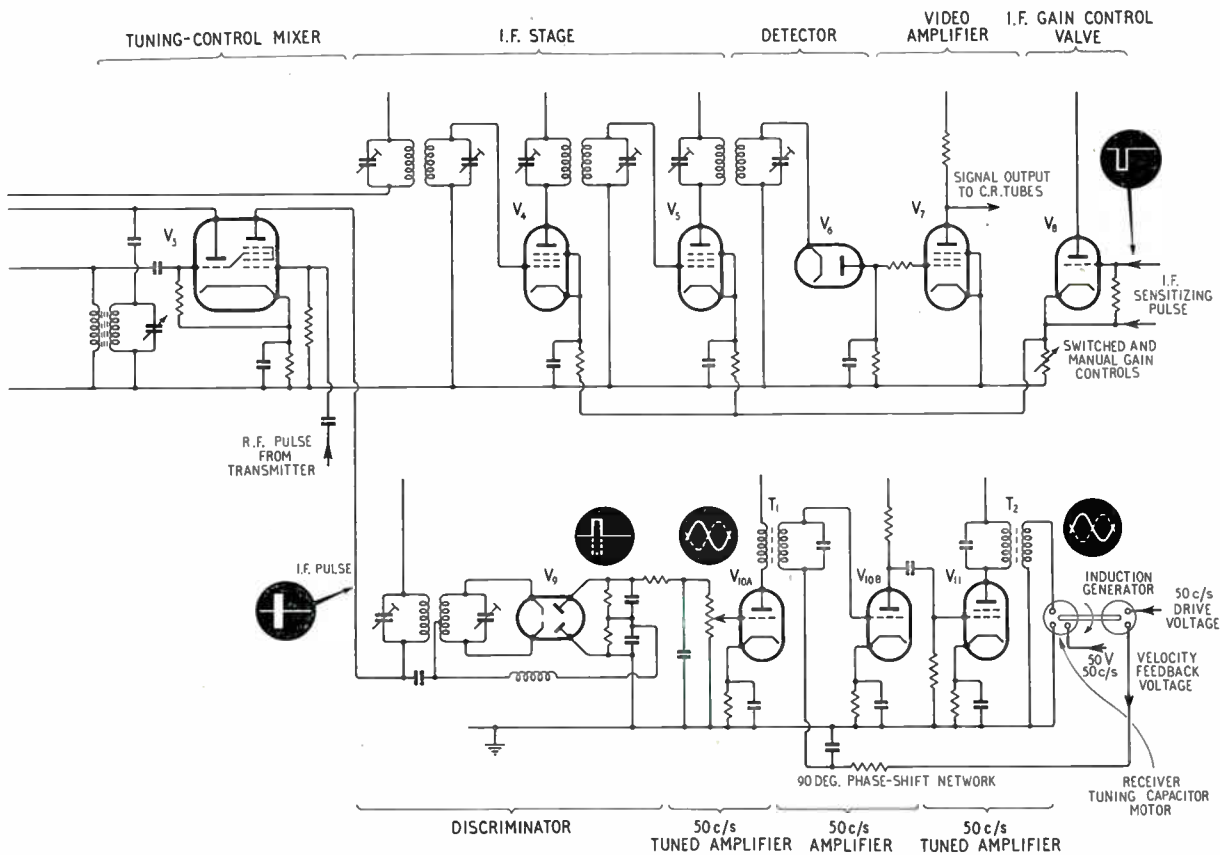 TUNING-CONTROL MIXER
I.F. STAGE
DETECTOR
VIDEO
AMPLIFIER
I.F. GAIN CONTROL
VALVE
V3
V4
V5
V6
V7
V8
SIGNAL OUTPUT
TO C.R. TUBES
I.F.
SENSITIZING
PULSE
SWITCHED AND
MANUAL GAIN
CONTROLS
R.F. PULSE
FROM
TRANSMITTER
I.F. PULSE
V9
V10A
T1
V10B
V11
T2
INDUCTION
GENERATOR
50 c/s
DRIVE
VOLTAGE
50 V
50 c/s
VELOCITY
FEEDBACK
VOLTAGE
90 DEG. PHASE-SHIFT NETWORK
RECEIVER
TUNING CAPACITOR
MOTOR
DISCRIMINATOR
50 c/s
TUNED AMPLIFIER
50 c/s
AMPLIFIER
50 c/s
TUNED AMPLIFIER